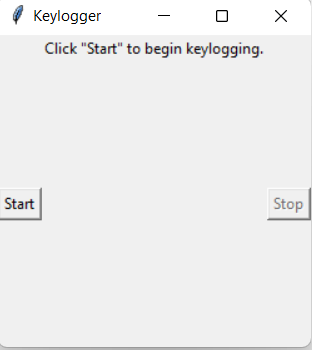 Keylogger
Click "Start" to begin keylogging.
Start
Stop